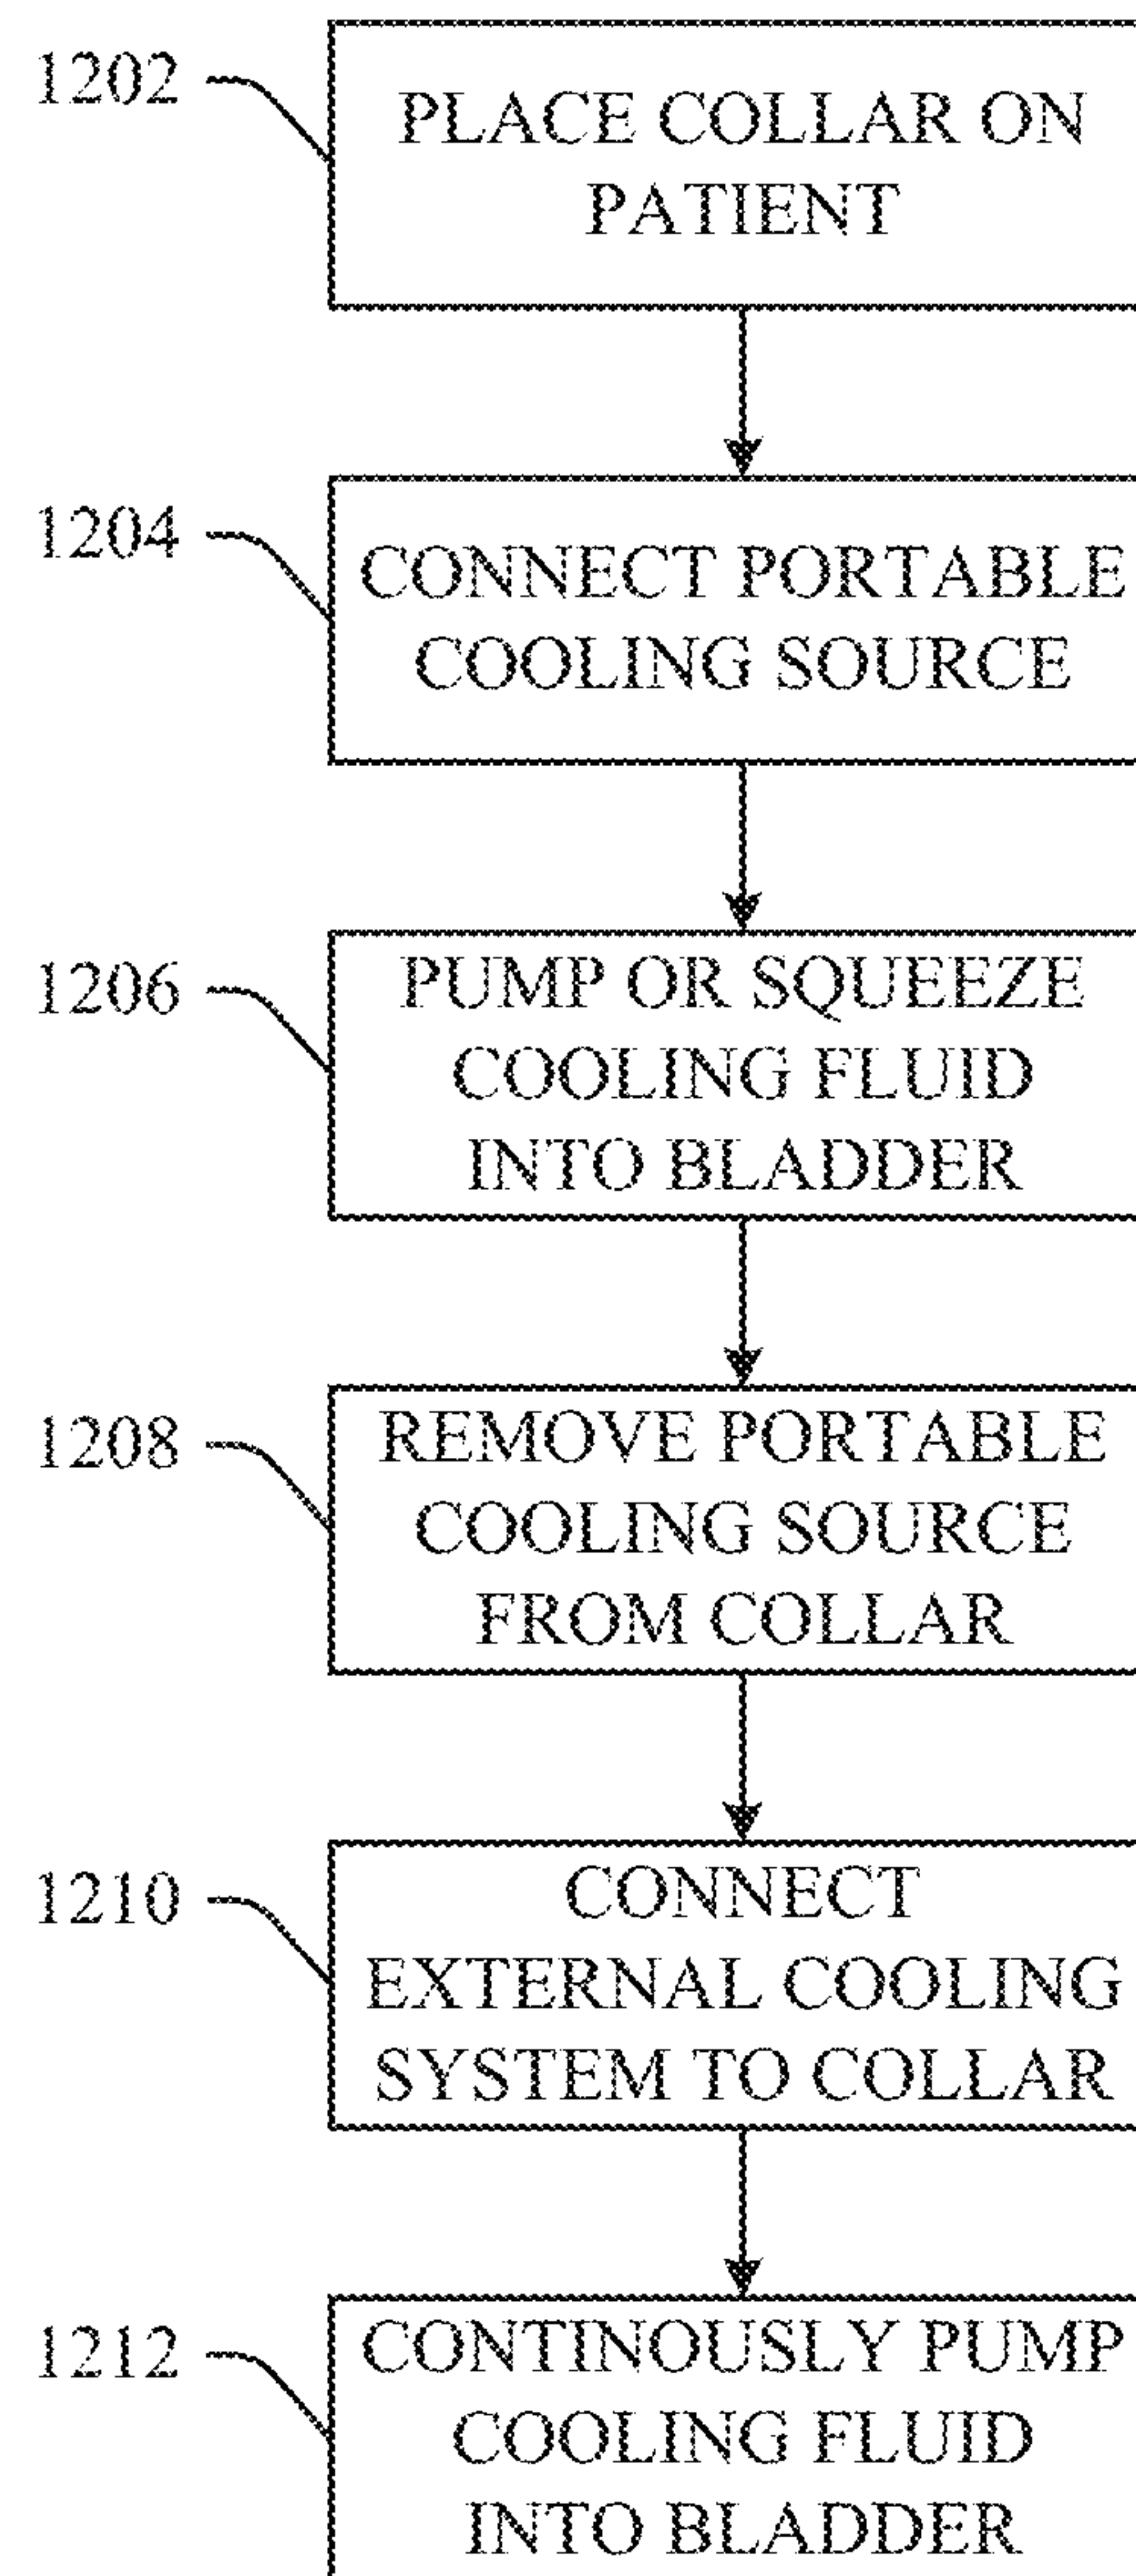 1202
PLACE COLLAR ON
PATIENT
1204
CONNECT PORTABLE
COOLING SOURCE
1206
PUMP OR SQUEEZE
COOLING FLUID
INTO BLADDER
1208
REMOVE PORTABLE
COOLING SOURCE
FROM COLLAR
1210
CONNECT
EXTERNAL COOLING
SYSTEM TO COLLAR
1212
CONTINOUSLY PUMP
COOLING FLUID
INTO BLADDER